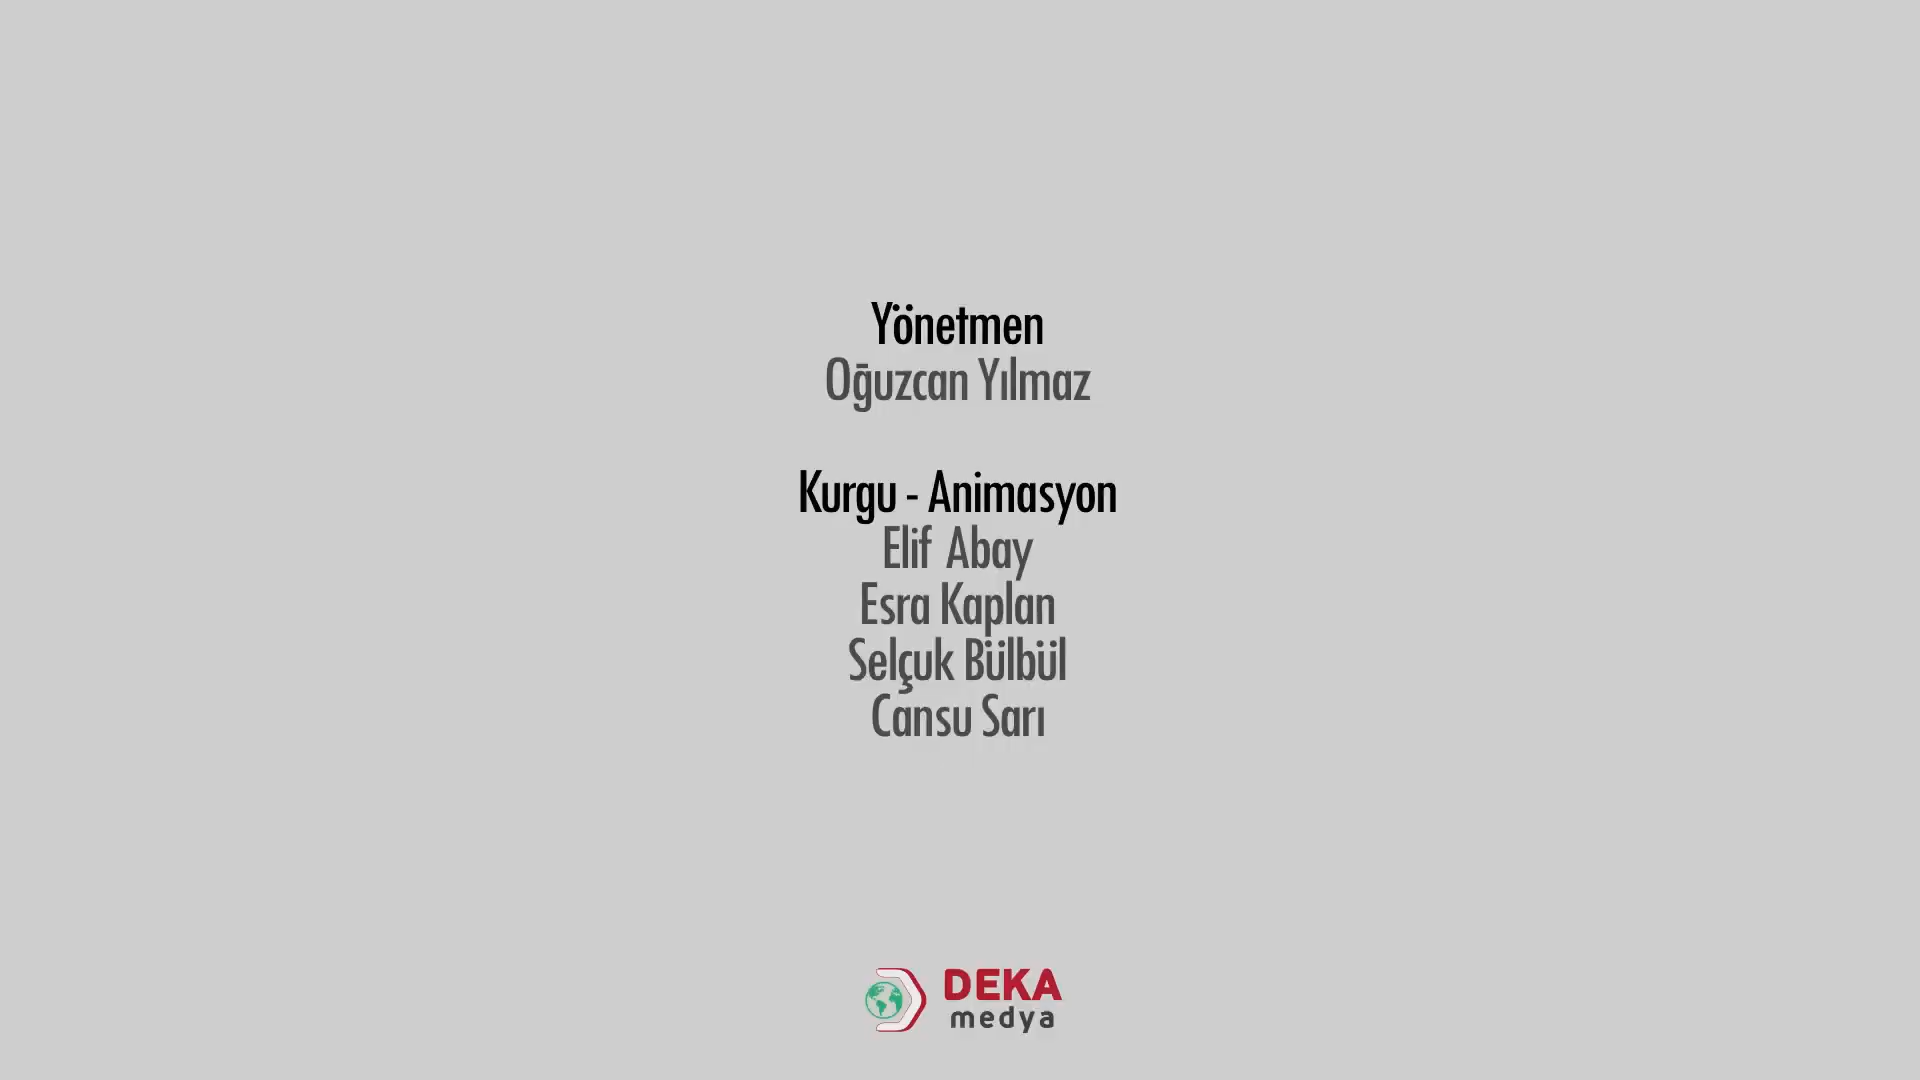 Yönetmen
Oğuzcan Yılmaz
Kurgu - Animasyon
Elif Abay
Esra Kaplan
Selçuk Bülbül
Cansu Sarı
DEKA
medya